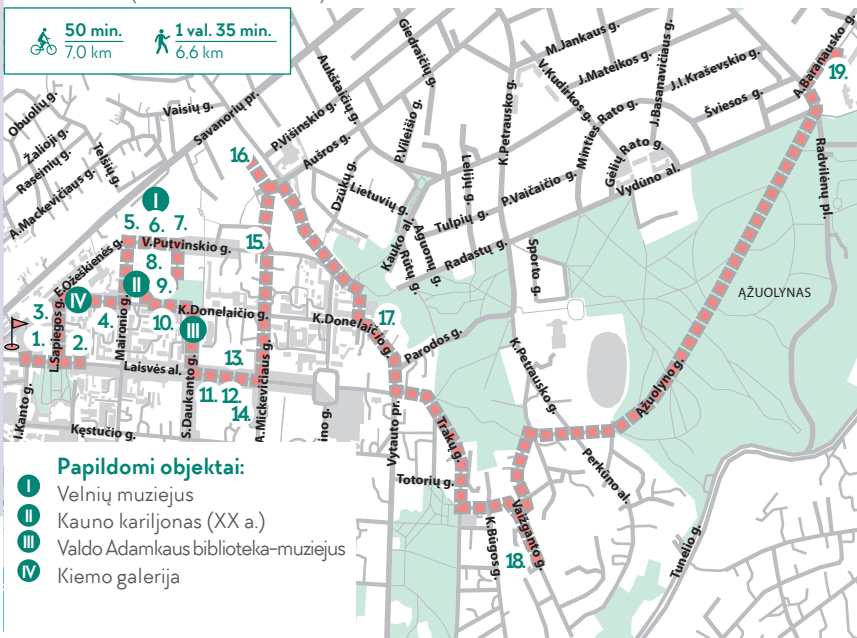 50 min.
7,0 km
1 val. 35 min.
6,6 km
Giedraičių g.
M.Jankaus g.
A.Baranausko g.
19.
Aukštaičių g.
V.Kudirkos g.
J.Mateikos g.
J.Basanavičiaus g.
J.I.Kraševskio g.
Šviesos g.
Obuolių g.
Vaisių g.
Savanorių pr.
P.Višinskio g.
P.Vileišio g.
K.Petrausko g.
Minties Rato g.
Žalioji g.
Telšių g.
Aušros g.
Gėlių Rato g.
Raseinių g.
16.
Dzūkų g.
Lelijų g.
Vydūno al.
Radvilėnų pl.
A.Mackevičiaus g.
I
Lietuvių g.
P.Vaičaičio g.
5. 6. 7.
Kauko al.
Aguonų g.
Tulpių g.
V.Putvinskio g.
15.
Rūtų g.
Radastų g.
Sporto g.
E.Ožeškienės g.
8.
II
9.
ĄŽUOLYNAS
3.
IV
4.
Maironio g.
10.
K.Donelaičio g.
III
K.Donelaičio g.
17.
Parodos g.
1.
L.Sapiegos g.
2.
Laisvės al.
13.
K.Petrausko g.
I.Kanto g.
S.Daukanto g.
11. 12.
14.
A.Mickevičiaus g.
Ąžuolyno g.
Kęstučio g.
ino g.
Vytauto pr.
Trakų g.
Perkūno al.
Totorių g.
K.Būgos g.
Vaižganto g.
18.
Tunelio g.
Papildomi objektai:
I Velnių muziejus
II Kauno kariljonas (XX a.)
III Valdo Adamkaus biblioteka-muziejus
IV Kiemo galerija